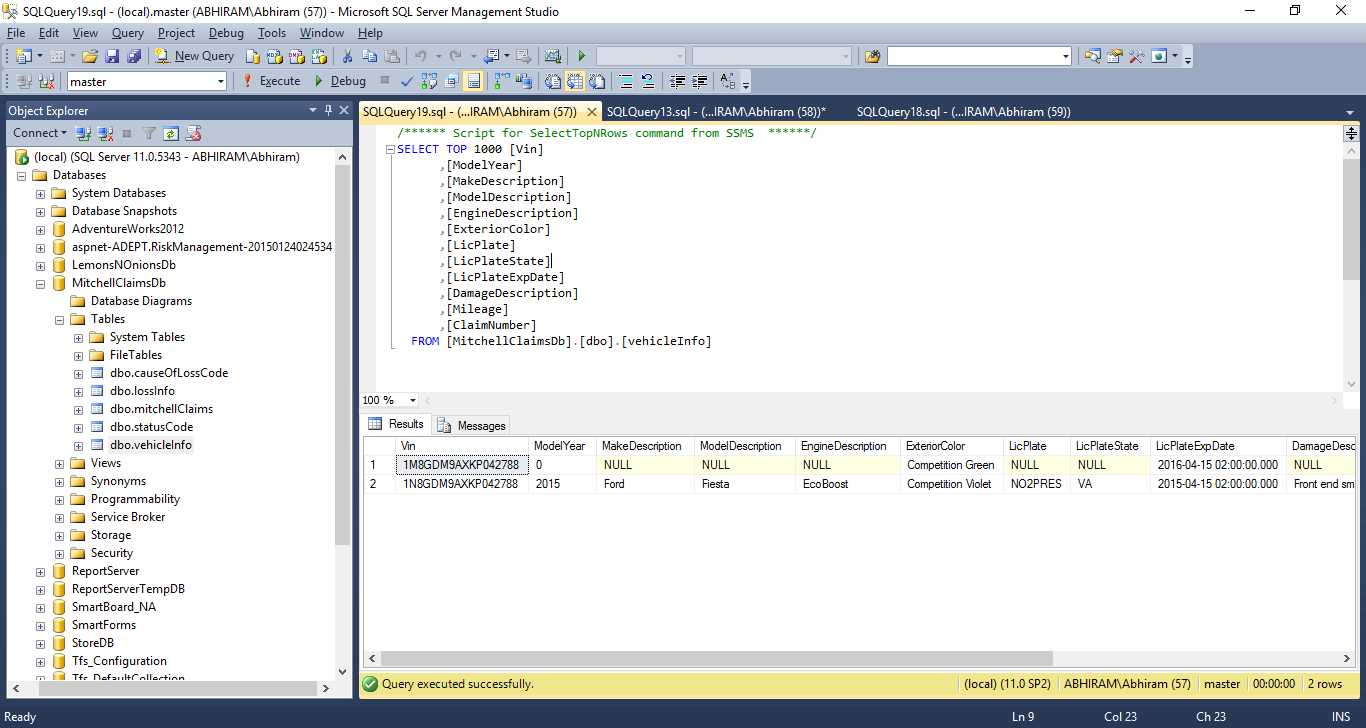 SQLQuery19.sql - (local).master (ABHIRAM\Abhiram (57)) - Microsoft SQL Server Management Studio
File Edit View Query Project Debug Tools Window Help
New Query
master Execute Debug
Object Explorer
Connect
(local) (SQL Server 11.0.5343 - ABHIRAM\Abhiram)
Databases
System Databases
Database Snapshots
AdventureWorks2012
aspnet-ADEPT.RiskManagement-20150124024534
LemonsNOnionsDb
MitchellClaimsDb
Database Diagrams
Tables
System Tables
FileTables
dbo.causeOfLossCode
dbo.lossInfo
dbo.mitchellClaims
dbo.statusCode
dbo.vehicleInfo
Views
Synonyms
Programmability
Service Broker
Storage
Security
ReportServer
ReportServerTempDB
SmartBoard_NA
SmartForms
StoreDB
Tfs_Configuration
Tfs_DefaultCollection
SQLQuery19.sql - (...IRAM\Abhiram (57)) SQLQuery13.sql - (...IRAM\Abhiram (58))* SQLQuery18.sql - (...IRAM\Abhiram (59))
/****** Script for SelectTopNRows command from SSMS ******/
SELECT TOP 1000 [Vin]
,[ModelYear]
,[MakeDescription]
,[ModelDescription]
,[EngineDescription]
,[ExteriorColor]
,[LicPlate]
,[LicPlateState]
,[LicPlateExpDate]
,[DamageDescription]
,[Mileage]
,[ClaimNumber]
FROM [MitchellClaimsDb].[dbo].[vehicleInfo]
100 %
Results Messages
Vin ModelYear MakeDescription ModelDescription EngineDescription ExteriorColor LicPlate LicPlateState LicPlateExpDate DamageDesc
1 1M8GDM9AXKP042788 0 NULL NULL NULL Competition Green NULL NULL 2016-04-15 02:00:00.000 NULL
2 1N8GDM9AXKP042788 2015 Ford Fiesta EcoBoost Competition Violet NO2PRES VA 2015-04-15 02:00:00.000 Front end sm
Query executed successfully. (local) (11.0 SP2) ABHIRAM\Abhiram (57) master 00:00:00 2 rows
Ready Ln 9 Col 23 Ch 23 INS